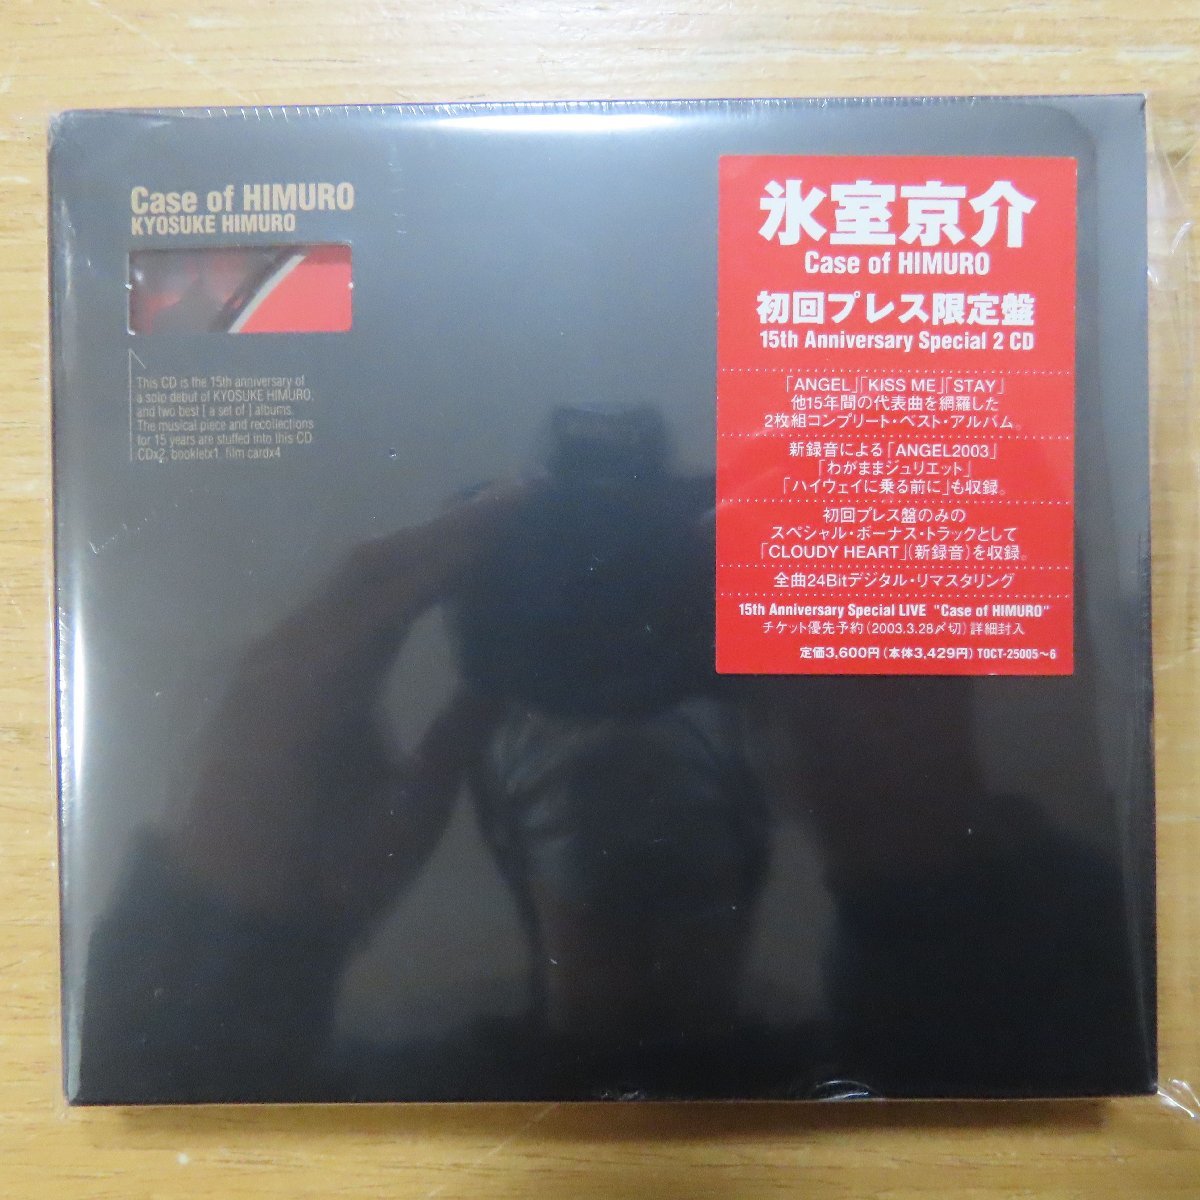 Case of HIMURO
KYOSUKE HIMURO
This CD is the 15th anniversary of
a solo debut of KYOSUKE HIMURO,
and two best [ a set of ] albums.
The musical piece and recollections
for 15 years are stuffed into this CD.
CDx2, bookletx1, film cardx4
氷室京介
Case of HIMURO
初回プレス限定盤
15th Anniversary Special 2 CD
「ANGEL」「KISS ME」「STAY」
他15年間の代表曲を網羅した
2枚組コンプリート・ベスト・アルバム。
新録音による「ANGEL2003」
「わがままジュリエット」
「ハイウェイに乗る前に」も収録。
初回プレス盤のみの
スペシャル・ボーナス・トラックとして
「CLOUDY HEART」(新録音)を収録。
全曲24Bitデジタル・リマスタリング
15th Anniversary Special LIVE "Case of HIMURO"
チケット優先予約(2003.3.28〆切)詳細封入
定価3,600円(本体3,429円) TOCT-25005〜6